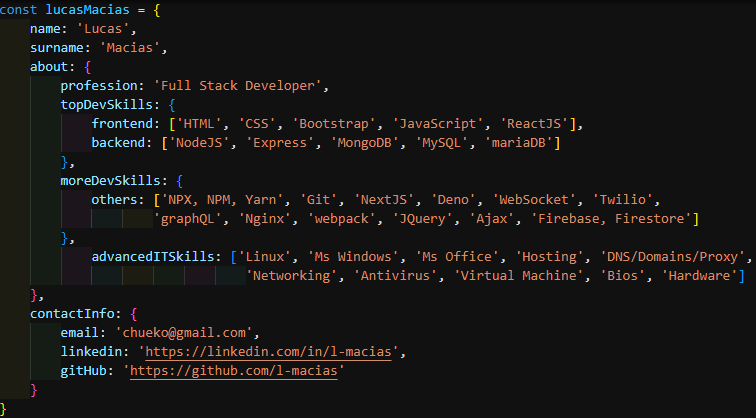 const lucasMacias = {
    name: 'Lucas',
    surname: 'Macias',
    about: {
        profession: 'Full Stack Developer',
        topDevSkills: {
            frontend: ['HTML', 'CSS', 'Bootstrap', 'JavaScript', 'ReactJS'],
            backend: ['NodeJS', 'Express', 'MongoDB', 'MySQL', 'mariaDB']
        },
        moreDevSkills: {
            others: ['NPX, NPM, Yarn', 'Git', 'NextJS', 'Deno', 'WebSocket', 'Twilio',
                    'graphQL', 'Nginx', 'webpack', 'JQuery', 'Ajax', 'Firebase, Firestore']
        },
            advancedITSkills: ['Linux', 'Ms Windows', 'Ms Office', 'Hosting', 'DNS/Domains/Proxy',
                                'Networking', 'Antivirus', 'Virtual Machine', 'Bios', 'Hardware']
    },
    contactInfo: {
        email: 'chueko@gmail.com',
        linkedin: 'https://linkedin.com/in/l-macias',
        gitHub: 'https://github.com/l-macias'
    }
}